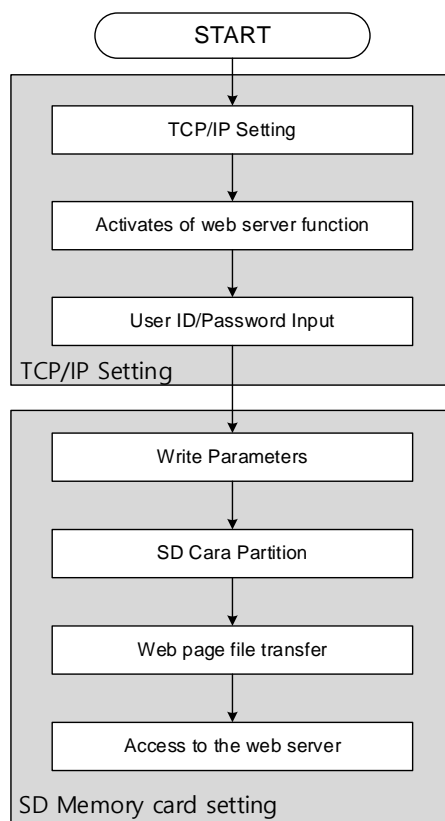 START
TCP/IP Setting
Activates of web server function
User ID/Password Input
TCP/IP Setting
Write Parameters
SD Cara Partition
Web page file transfer
Access to the web server
SD Memory card setting